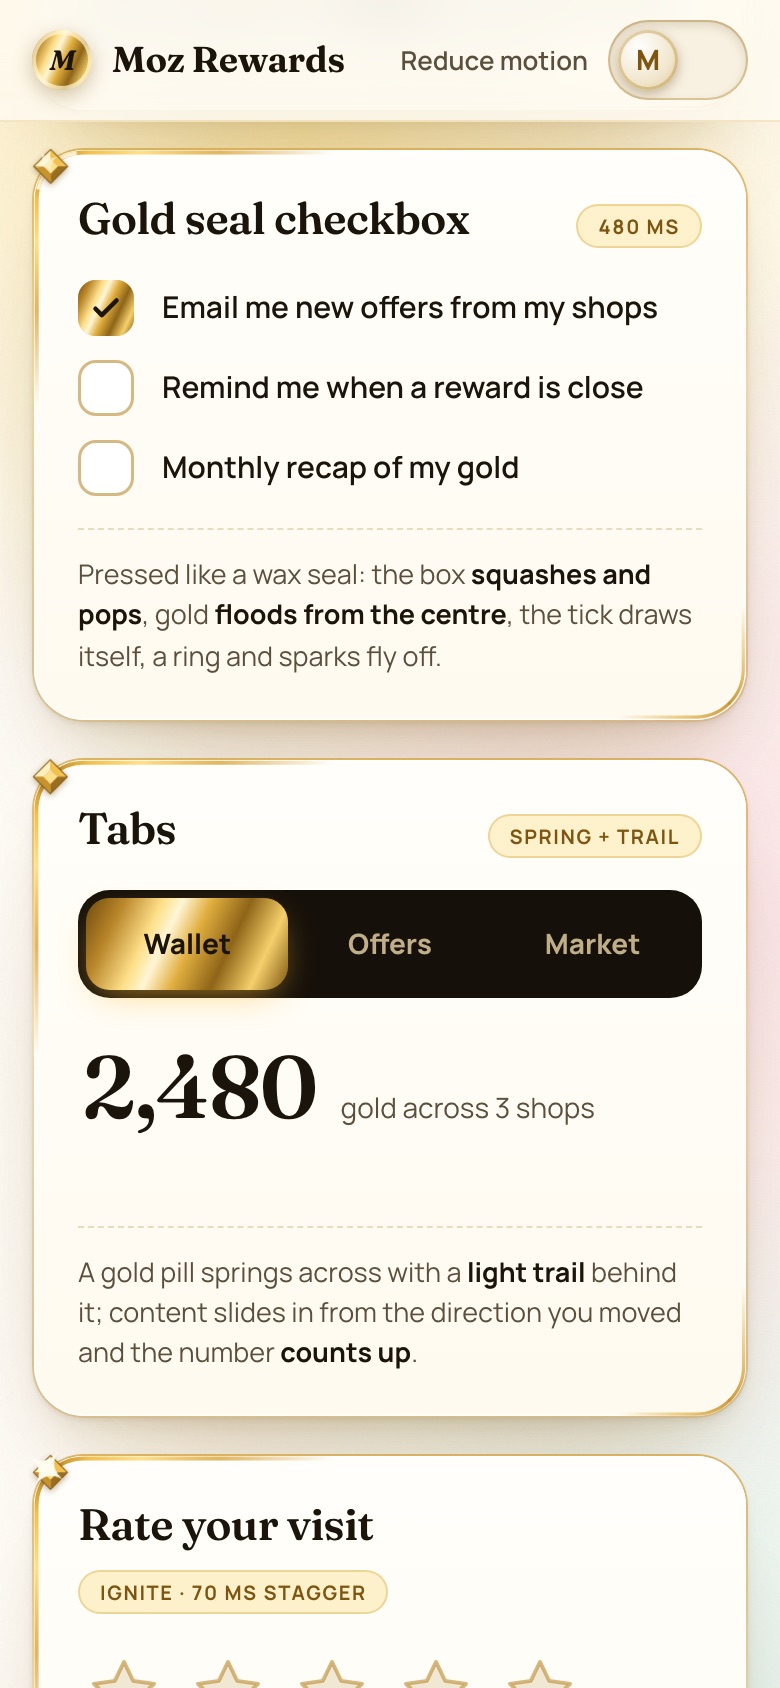 M Moz Rewards Reduce motion M
Gold seal checkbox 480 MS
Email me new offers from my shops
Remind me when a reward is close
Monthly recap of my gold
Pressed like a wax seal: the box squashes and
pops, gold floods from the centre, the tick draws
itself, a ring and sparks fly off.
Tabs SPRING + TRAIL
Wallet Offers Market
2,480 gold across 3 shops
A gold pill springs across with a light trail behind
it; content slides in from the direction you moved
and the number counts up.
Rate your visit
IGNITE · 70 MS STAGGER